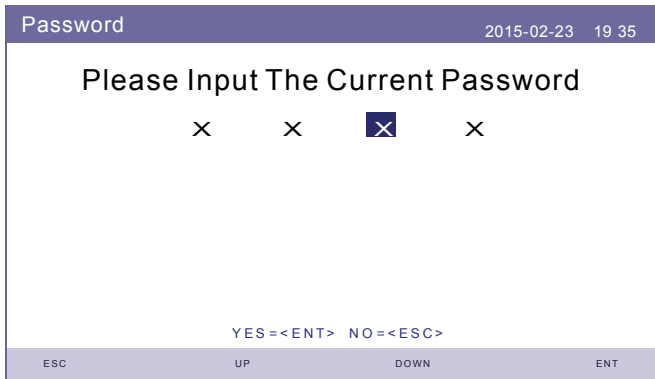 Password 2015-02-23 19 35
Please Input The Current Password
X X X X
YES=<ENT> NO=<ESC>
ESC UP DOWN ENT